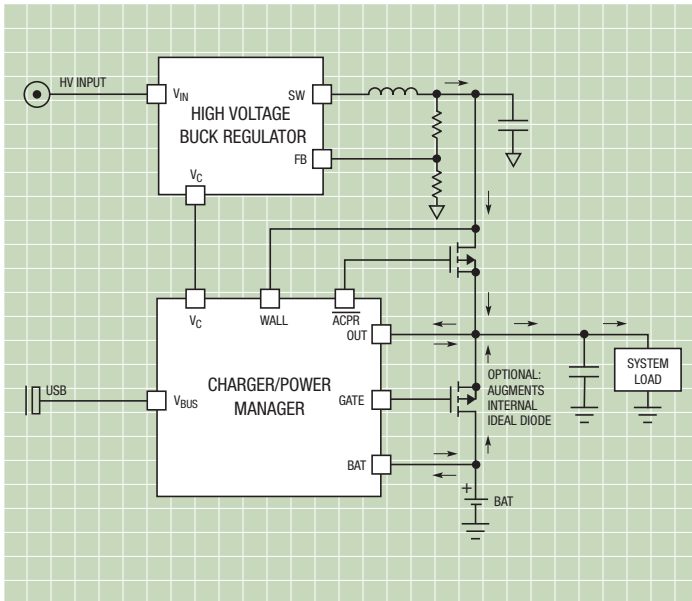 HV INPUT
V_IN
SW
HIGH VOLTAGE
BUCK REGULATOR
FB
V_C
V_C
WALL
A̅C̅P̅R̅
OUT
USB
V_BUS
CHARGER/POWER
MANAGER
GATE
BAT
OPTIONAL:
AUGMENTS
INTERNAL
IDEAL DIODE
SYSTEM
LOAD
+
BAT